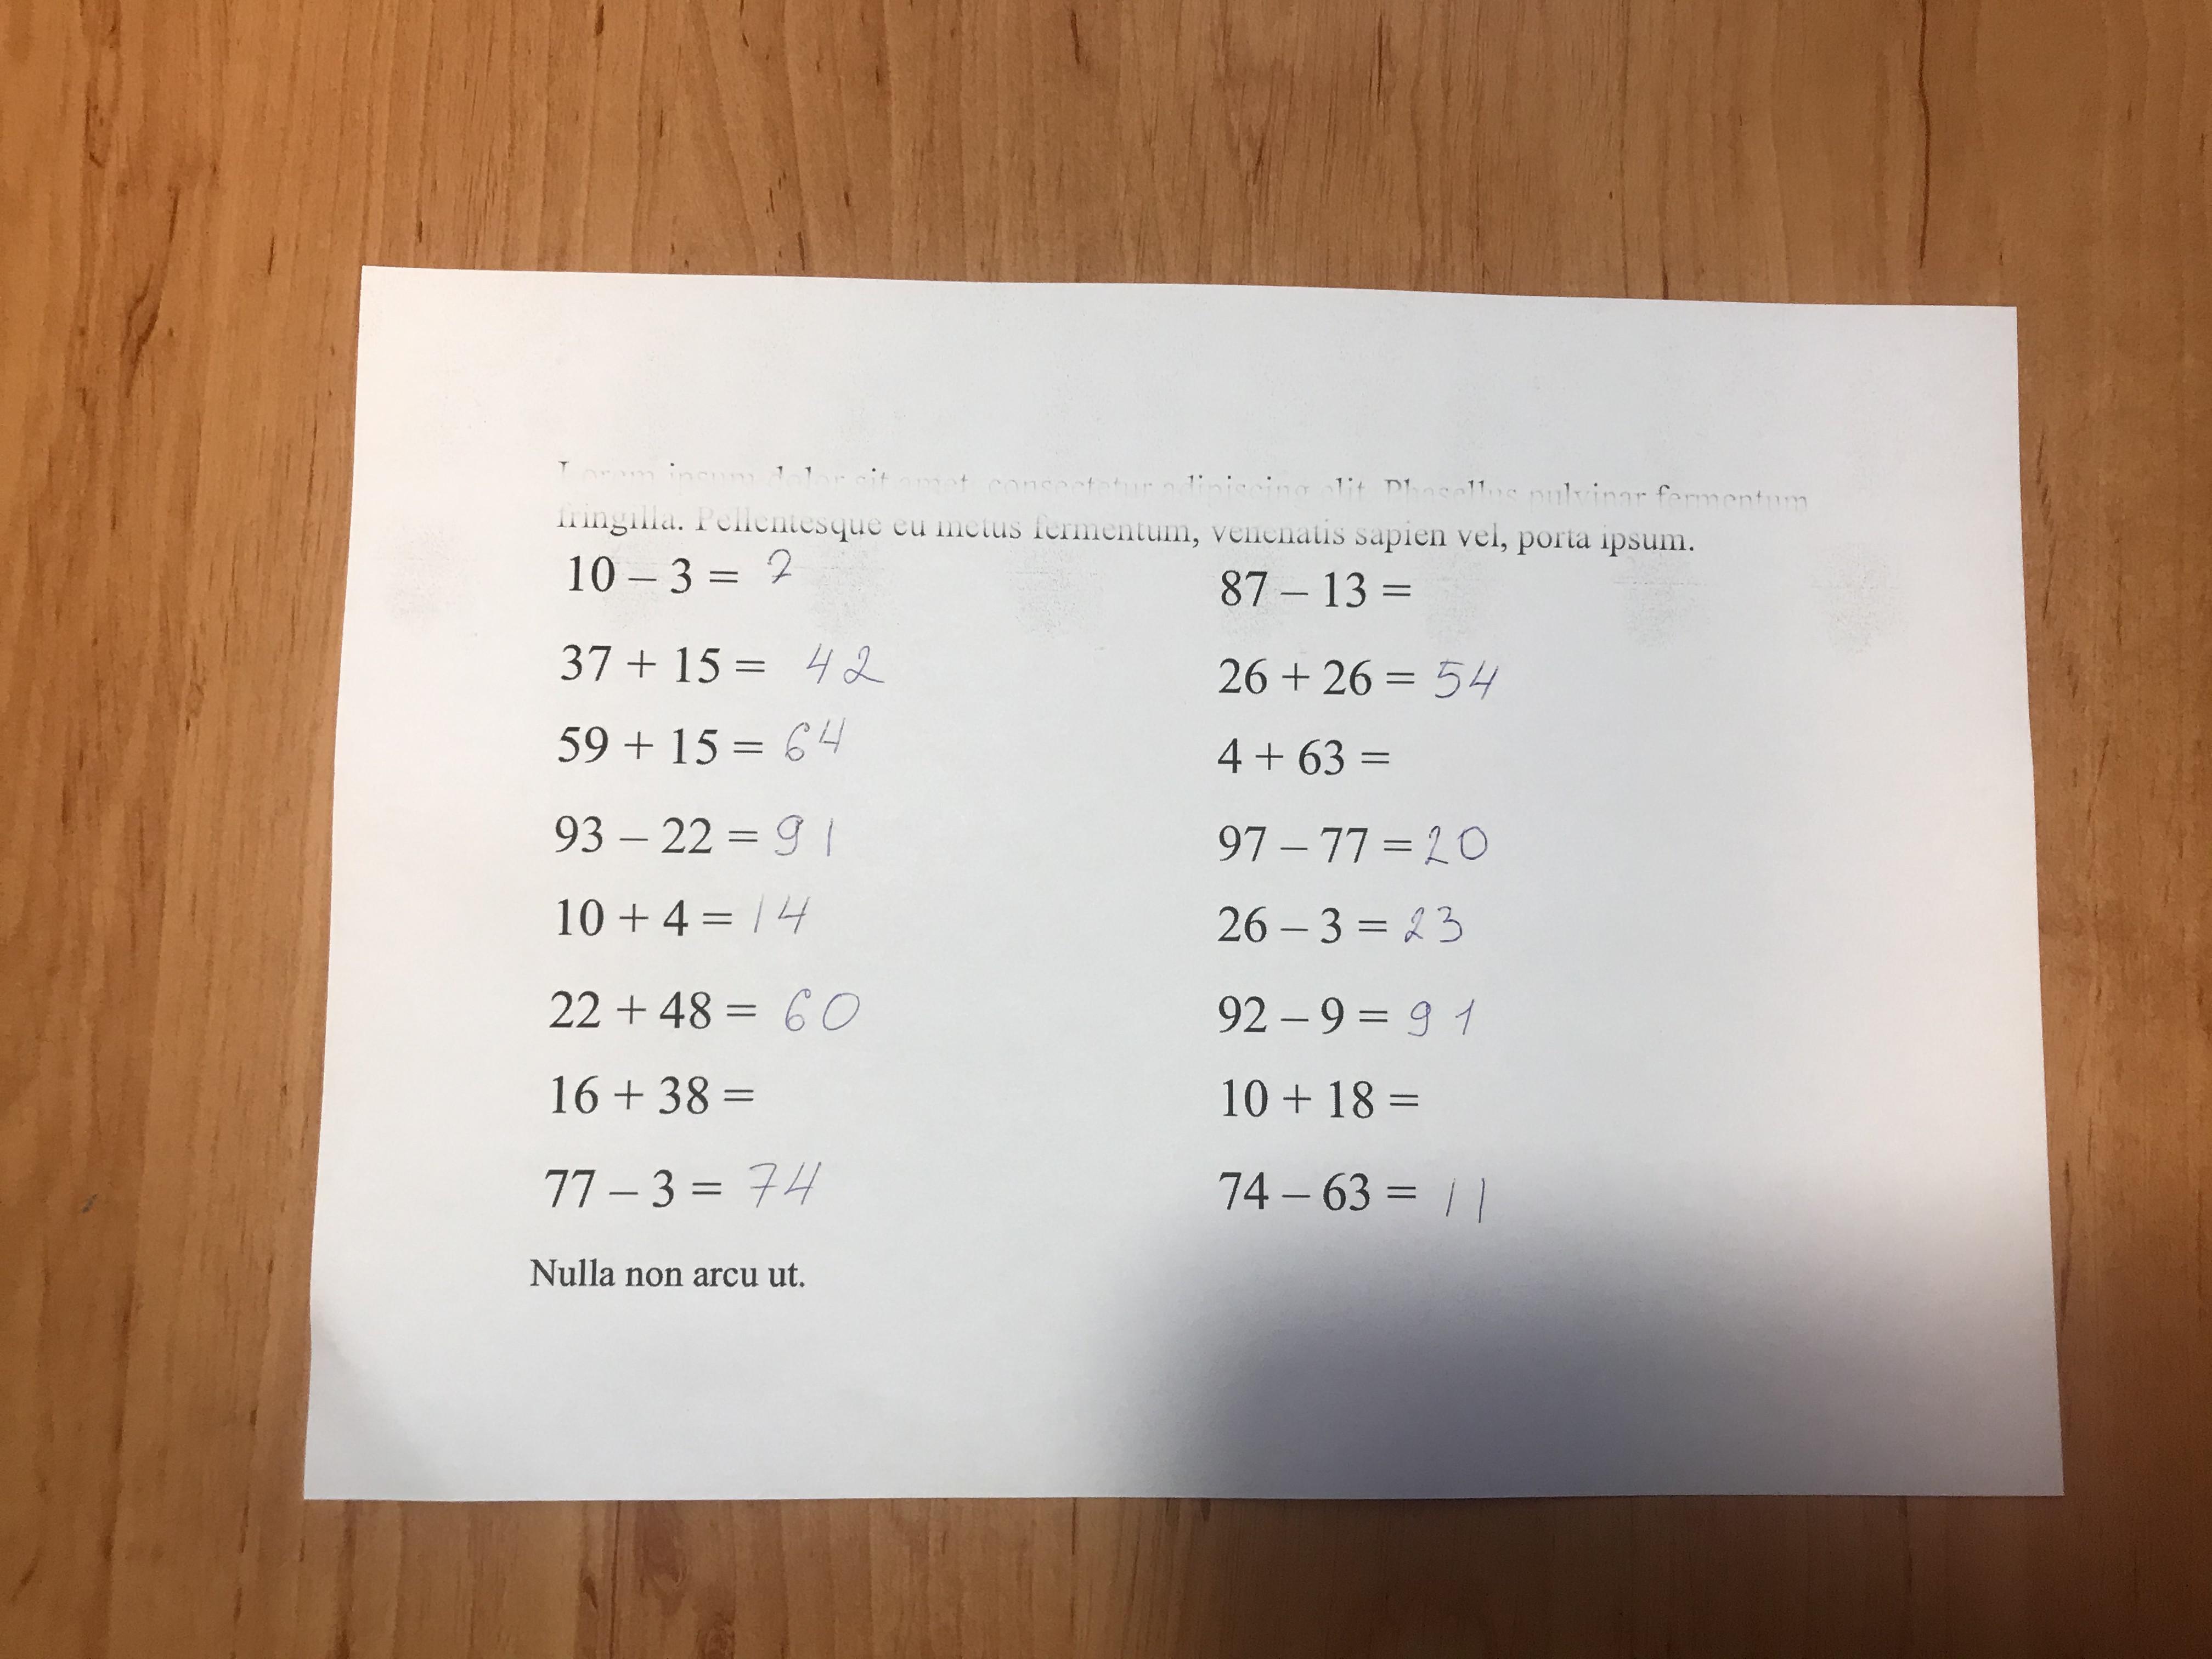 Lorem ipsum dolor sit amet, consectetur adipiscing elit. Phasellus pulvinar fermentum
fringilla. Pellentesque eu metus fermentum, venenatis sapien vel, porta ipsum.
10 – 3 = 7
87 – 13 =
37 + 15 = 42
26 + 26 = 54
59 + 15 = 64
4 + 63 =
93 – 22 = 91
97 – 77 = 20
10 + 4 = 14
26 – 3 = 23
22 + 48 = 60
92 – 9 = 91
16 + 38 =
10 + 18 =
77 – 3 = 74
74 – 63 = 11
Nulla non arcu ut.